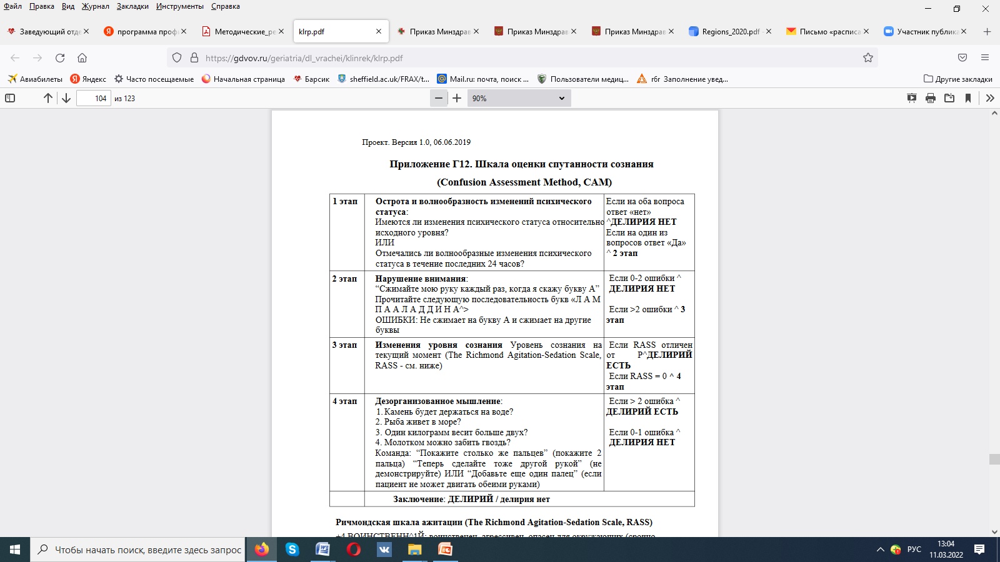 Файл Правка Вид Журнал Закладки Инструменты Справка
Заведующий отде
программа проф
Методические_ре
klrp.pdf
Приказ Минздрав
Приказ Минздрав
Приказ Минздрав
Regions_2020.pdf
Письмо «расписа
Участник публика
https://gdvov.ru/geriatria/dl_vrachei/klinrek/klrp.pdf
Авиабилеты Яндекс Часто посещаемые Начальная страница Барсик sheffield.ac.uk/FRAX/t... Mail.ru: почта, поиск ... Пользователи медиц... r6r Заполнение увед... Другие закладки
104 из 123 90%
Проект. Версия 1.0, 06.06.2019
Приложение Г12. Шкала оценки спутанности сознания
(Confusion Assessment Method, CAM)
1 этап
Острота и волнообразность изменений психического
статуса:
Имеются ли изменения психического статуса относительно
исходного уровня?
ИЛИ
Отмечались ли волнообразные изменения психического
статуса в течение последних 24 часов?
Если на оба вопроса
ответ «нет»
^ДЕЛИРИЯ НЕТ
Если на один из
вопросов ответ «Да»
^ 2 этап
2 этап
Нарушение внимания:
“Сжимайте мою руку каждый раз, когда я скажу букву А”
Прочитайте следующую последовательность букв «Л А М
П А А Л А Д Д И Н А^>
ОШИБКИ: Не сжимает на букву А и сжимает на другие
буквы
Если 0-2 ошибки ^
ДЕЛИРИЯ НЕТ
Если >2 ошибки ^ 3
этап
3 этап
Изменения уровня сознания Уровень сознания на
текущий момент (The Richmond Agitation-Sedation Scale,
RASS - см. ниже)
Если RASS отличен
от Р^ДЕЛИРИЙ
ЕСТЬ
Если RASS = 0 ^ 4
этап
4 этап
Дезорганизованное мышление:
1. Камень будет держаться на воде?
2. Рыба живет в море?
3. Один килограмм весит больше двух?
4. Молотком можно забить гвоздь?
Команда: “Покажите столько же пальцев” (покажите 2
пальца) “Теперь сделайте тоже другой рукой” (не
демонстрируйте) ИЛИ “Добавьте еще один палец” (если
пациент не может двигать обеими руками)
Если > 2 ошибка ^
ДЕЛИРИЙ ЕСТЬ
Если 0-1 ошибка ^
ДЕЛИРИЯ НЕТ
Заключение: ДЕЛИРИЙ / делирия нет
Ричмондская шкала ажитации (The Richmond Agitation-Sedation Scale, RASS)
+4 ВОИНСТВЕНН^1Й: воинственен, агрессивен, опасен для окружающих (срочно
Чтобы начать поиск, введите здесь запрос
РУС
13:04
11.03.2022